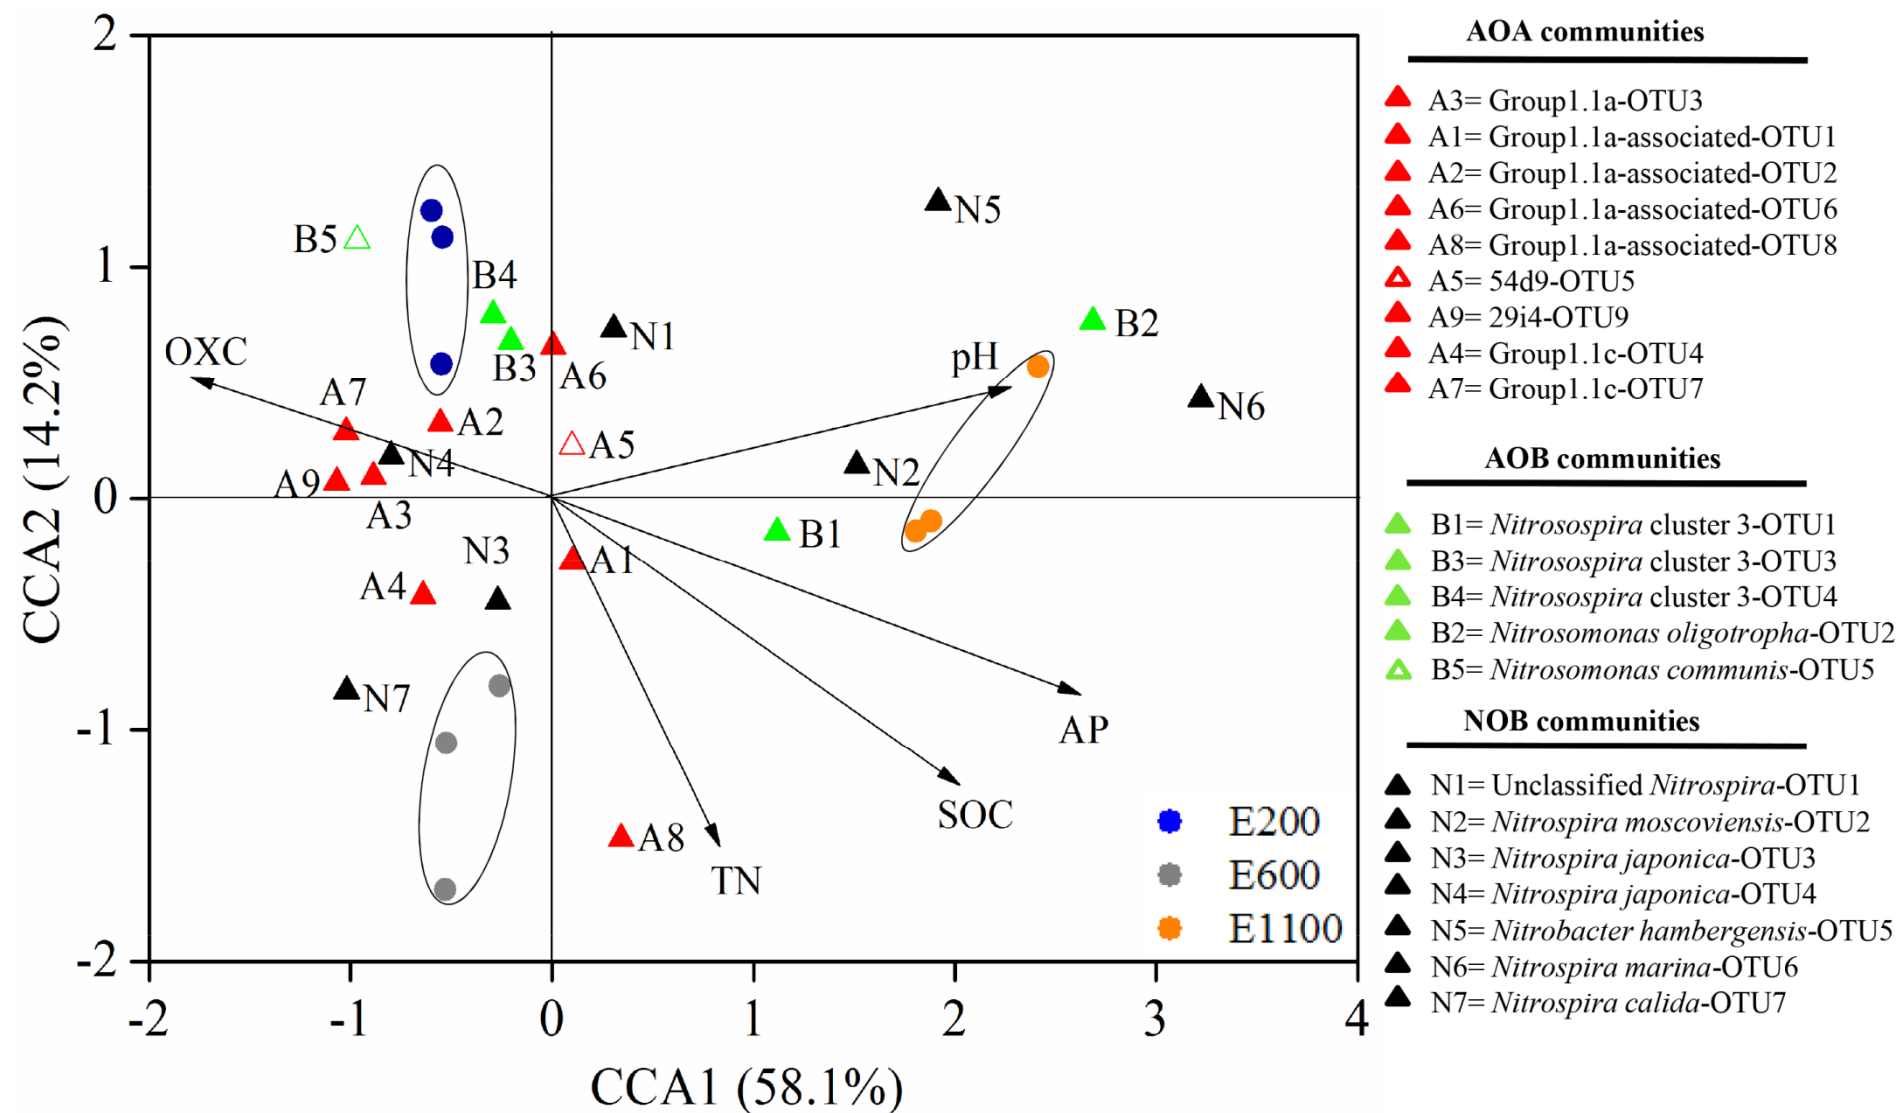 2
1
0
-1
-2
-2
-1
0
1
2
3
4
CCA2 (14.2%)
CCA1 (58.1%)
N5
B5
B4
N1
B2
OXC
B3
A6
pH
A7
A2
N6
A5
N4
N2
A9
A3
B1
N3
A1
A4
N7
AP
SOC
A8
TN
E200
E600
E1100
AOA communities
A3= Group1.1a-OTU3
A1= Group1.1a-associated-OTU1
A2= Group1.1a-associated-OTU2
A6= Group1.1a-associated-OTU6
A8= Group1.1a-associated-OTU8
A5= 54d9-OTU5
A9= 29i4-OTU9
A4= Group1.1c-OTU4
A7= Group1.1c-OTU7
AOB communities
B1= Nitrosospira cluster 3-OTU1
B3= Nitrosospira cluster 3-OTU3
B4= Nitrosospira cluster 3-OTU4
B2= Nitrosomonas oligotropha-OTU2
B5= Nitrosomonas communis-OTU5
NOB communities
N1= Unclassified Nitrospira-OTU1
N2= Nitrospira moscoviensis-OTU2
N3= Nitrospira japonica-OTU3
N4= Nitrospira japonica-OTU4
N5= Nitrobacter hambergensis-OTU5
N6= Nitrospira marina-OTU6
N7= Nitrospira calida-OTU7